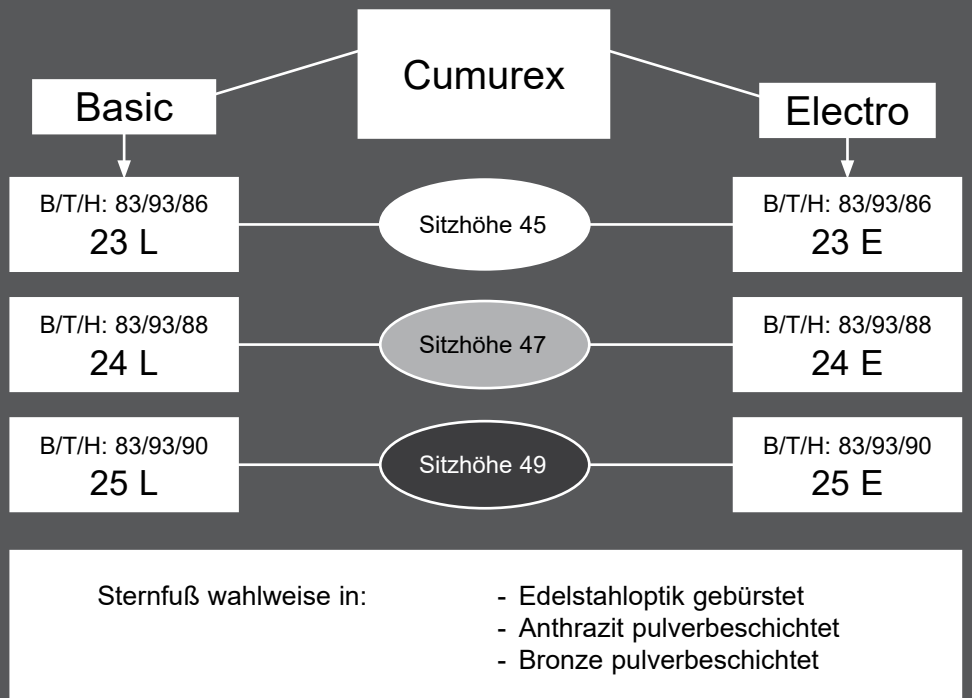 Cumurex
Basic
Electro
B/T/H: 83/93/86
23 L
Sitzhöhe 45
B/T/H: 83/93/86
23 E
B/T/H: 83/93/88
24 L
Sitzhöhe 47
B/T/H: 83/93/88
24 E
B/T/H: 83/93/90
25 L
Sitzhöhe 49
B/T/H: 83/93/90
25 E
Sternfuß wahlweise in:
- Edelstahloptik gebürstet
- Anthrazit pulverbeschichtet
- Bronze pulverbeschichtet